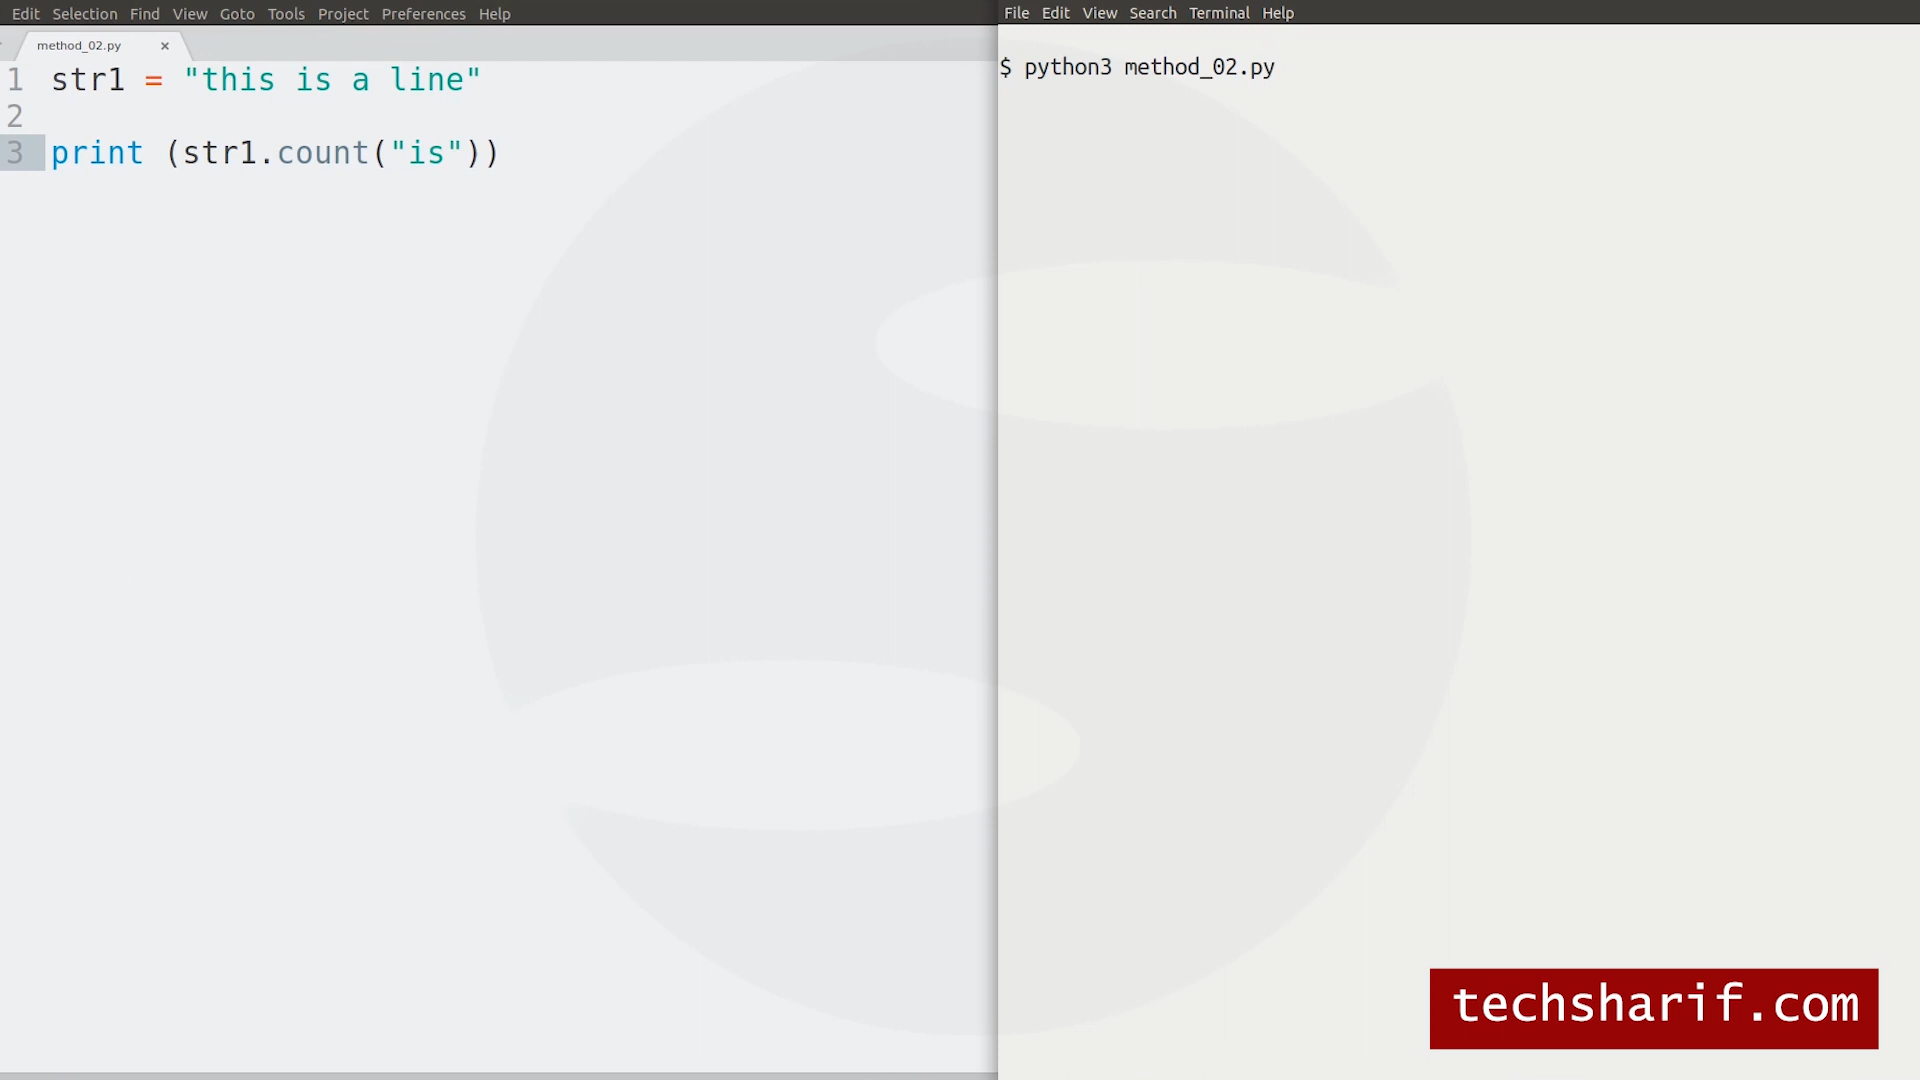 Edit Selection Find View Goto Tools Project Preferences Help
method_02.py ×
1 str1 = "this is a line"
2
3 print (str1.count("is"))
File Edit View Search Terminal Help
$ python3 method_02.py
techsharif.com